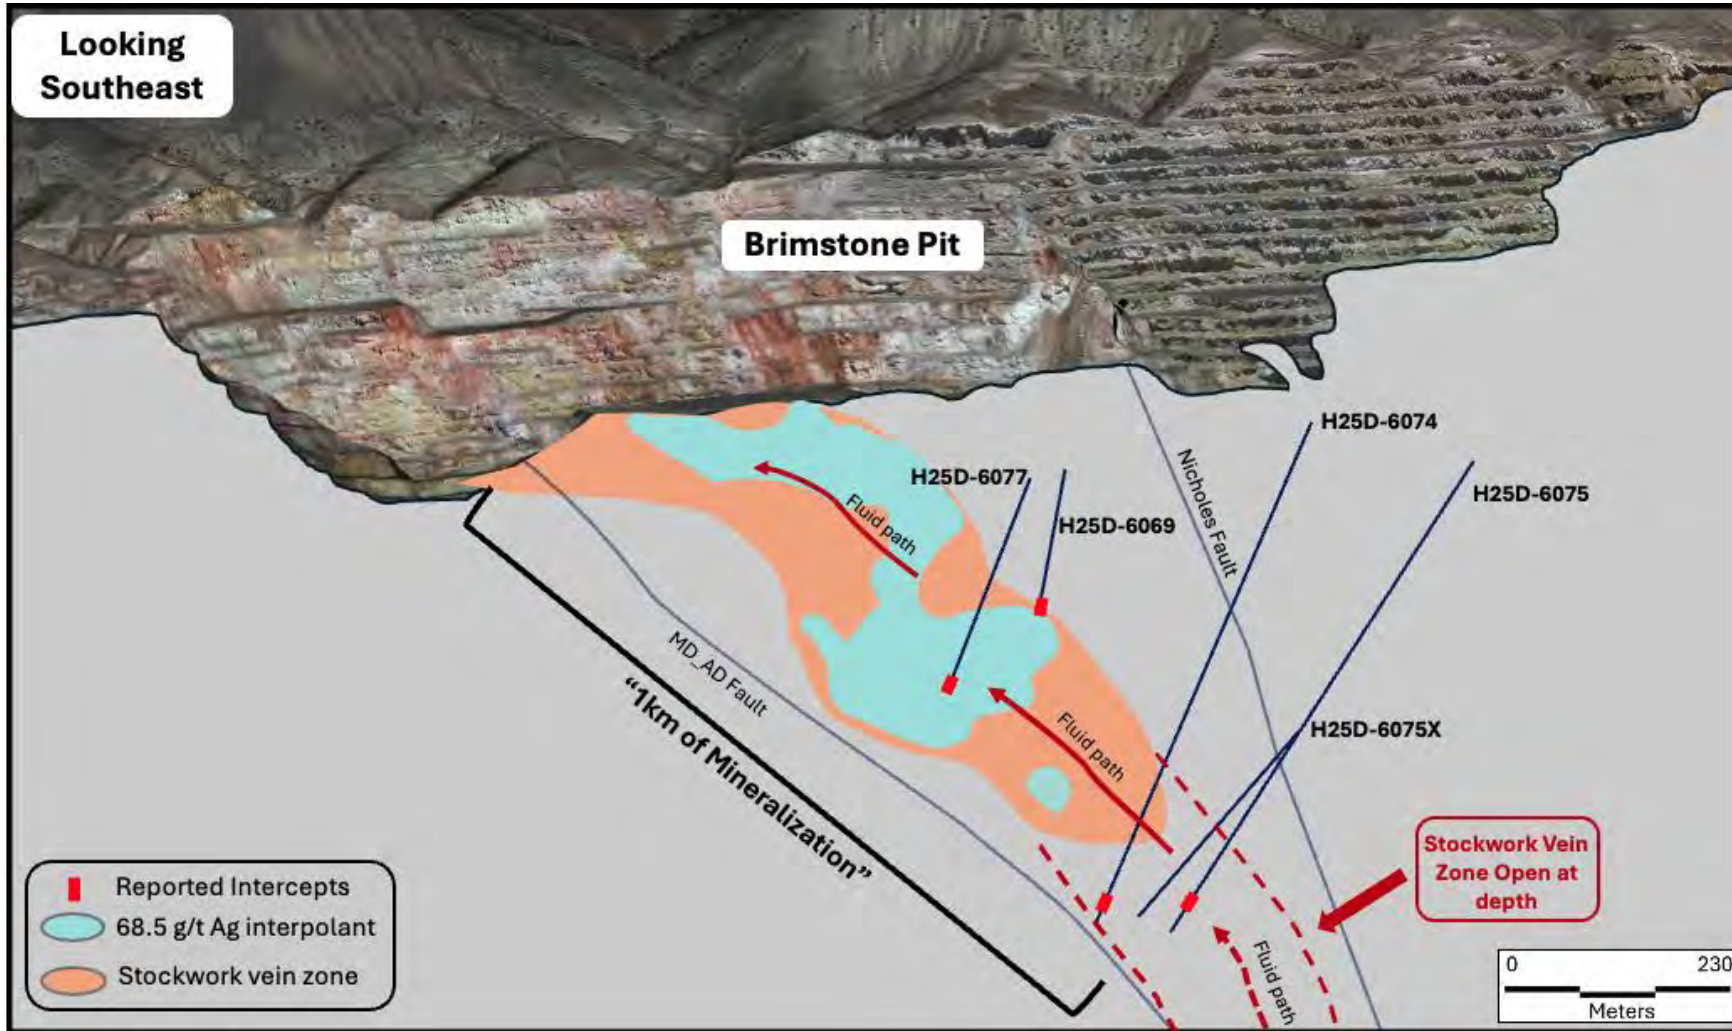 Looking
Southeast
Brimstone Pit
H25D-6074
H25D-6077
H25D-6075
H25D-6069
Nicholes Fault
Fluid path
MD_AD Fault
"1km of Mineralization"
Fluid path
H25D-6075X
Stockwork Vein
Zone Open at
depth
Fluid path
Reported Intercepts
68.5 g/t Ag interpolant
Stockwork vein zone
0 230
Meters